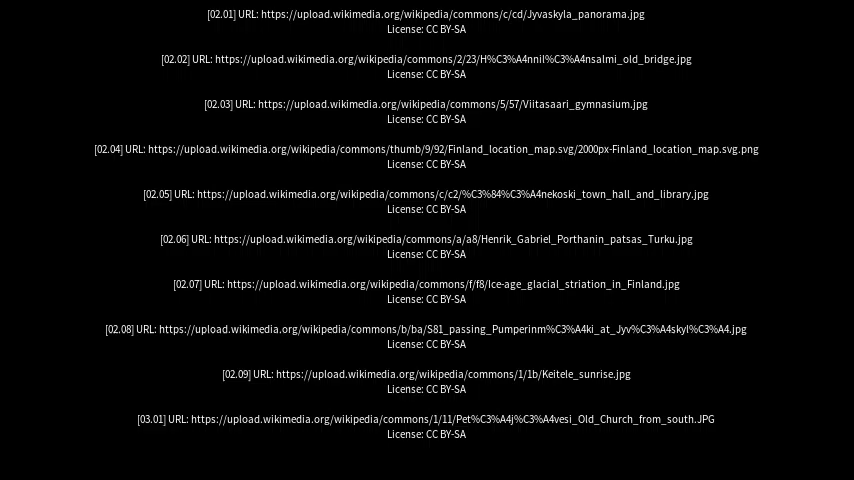 [02.01] URL: https://upload.wikimedia.org/wikipedia/commons/c/cd/Jyvaskyla_panorama.jpg
License: CC BY-SA
[02.02] URL: https://upload.wikimedia.org/wikipedia/commons/2/23/H%C3%A4nnil%C3%A4nsalmi_old_bridge.jpg
License: CC BY-SA
[02.03] URL: https://upload.wikimedia.org/wikipedia/commons/5/57/Viitasaari_gymnasium.jpg
License: CC BY-SA
[02.04] URL: https://upload.wikimedia.org/wikipedia/commons/thumb/9/92/Finland_location_map.svg/2000px-Finland_location_map.svg.png
License: CC BY-SA
[02.05] URL: https://upload.wikimedia.org/wikipedia/commons/c/c2/%C3%84%C3%A4nekoski_town_hall_and_library.jpg
License: CC BY-SA
[02.06] URL: https://upload.wikimedia.org/wikipedia/commons/a/a8/Henrik_Gabriel_Porthanin_patsas_Turku.jpg
License: CC BY-SA
[02.07] URL: https://upload.wikimedia.org/wikipedia/commons/f/f8/Ice-age_glacial_striation_in_Finland.jpg
License: CC BY-SA
[02.08] URL: https://upload.wikimedia.org/wikipedia/commons/b/ba/S81_passing_Pumperinm%C3%A4ki_at_Jyv%C3%A4skyl%C3%A4.jpg
License: CC BY-SA
[02.09] URL: https://upload.wikimedia.org/wikipedia/commons/1/1b/Keitele_sunrise.jpg
License: CC BY-SA
[03.01] URL: https://upload.wikimedia.org/wikipedia/commons/1/11/Pet%C3%A4j%C3%A4vesi_Old_Church_from_south.JPG
License: CC BY-SA